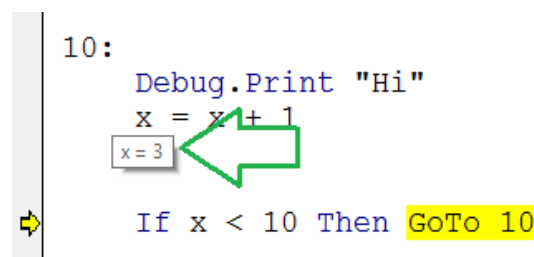 10:
Debug.Print "Hi"
x = x + 1
x = 3
If x < 10 Then GoTo 10